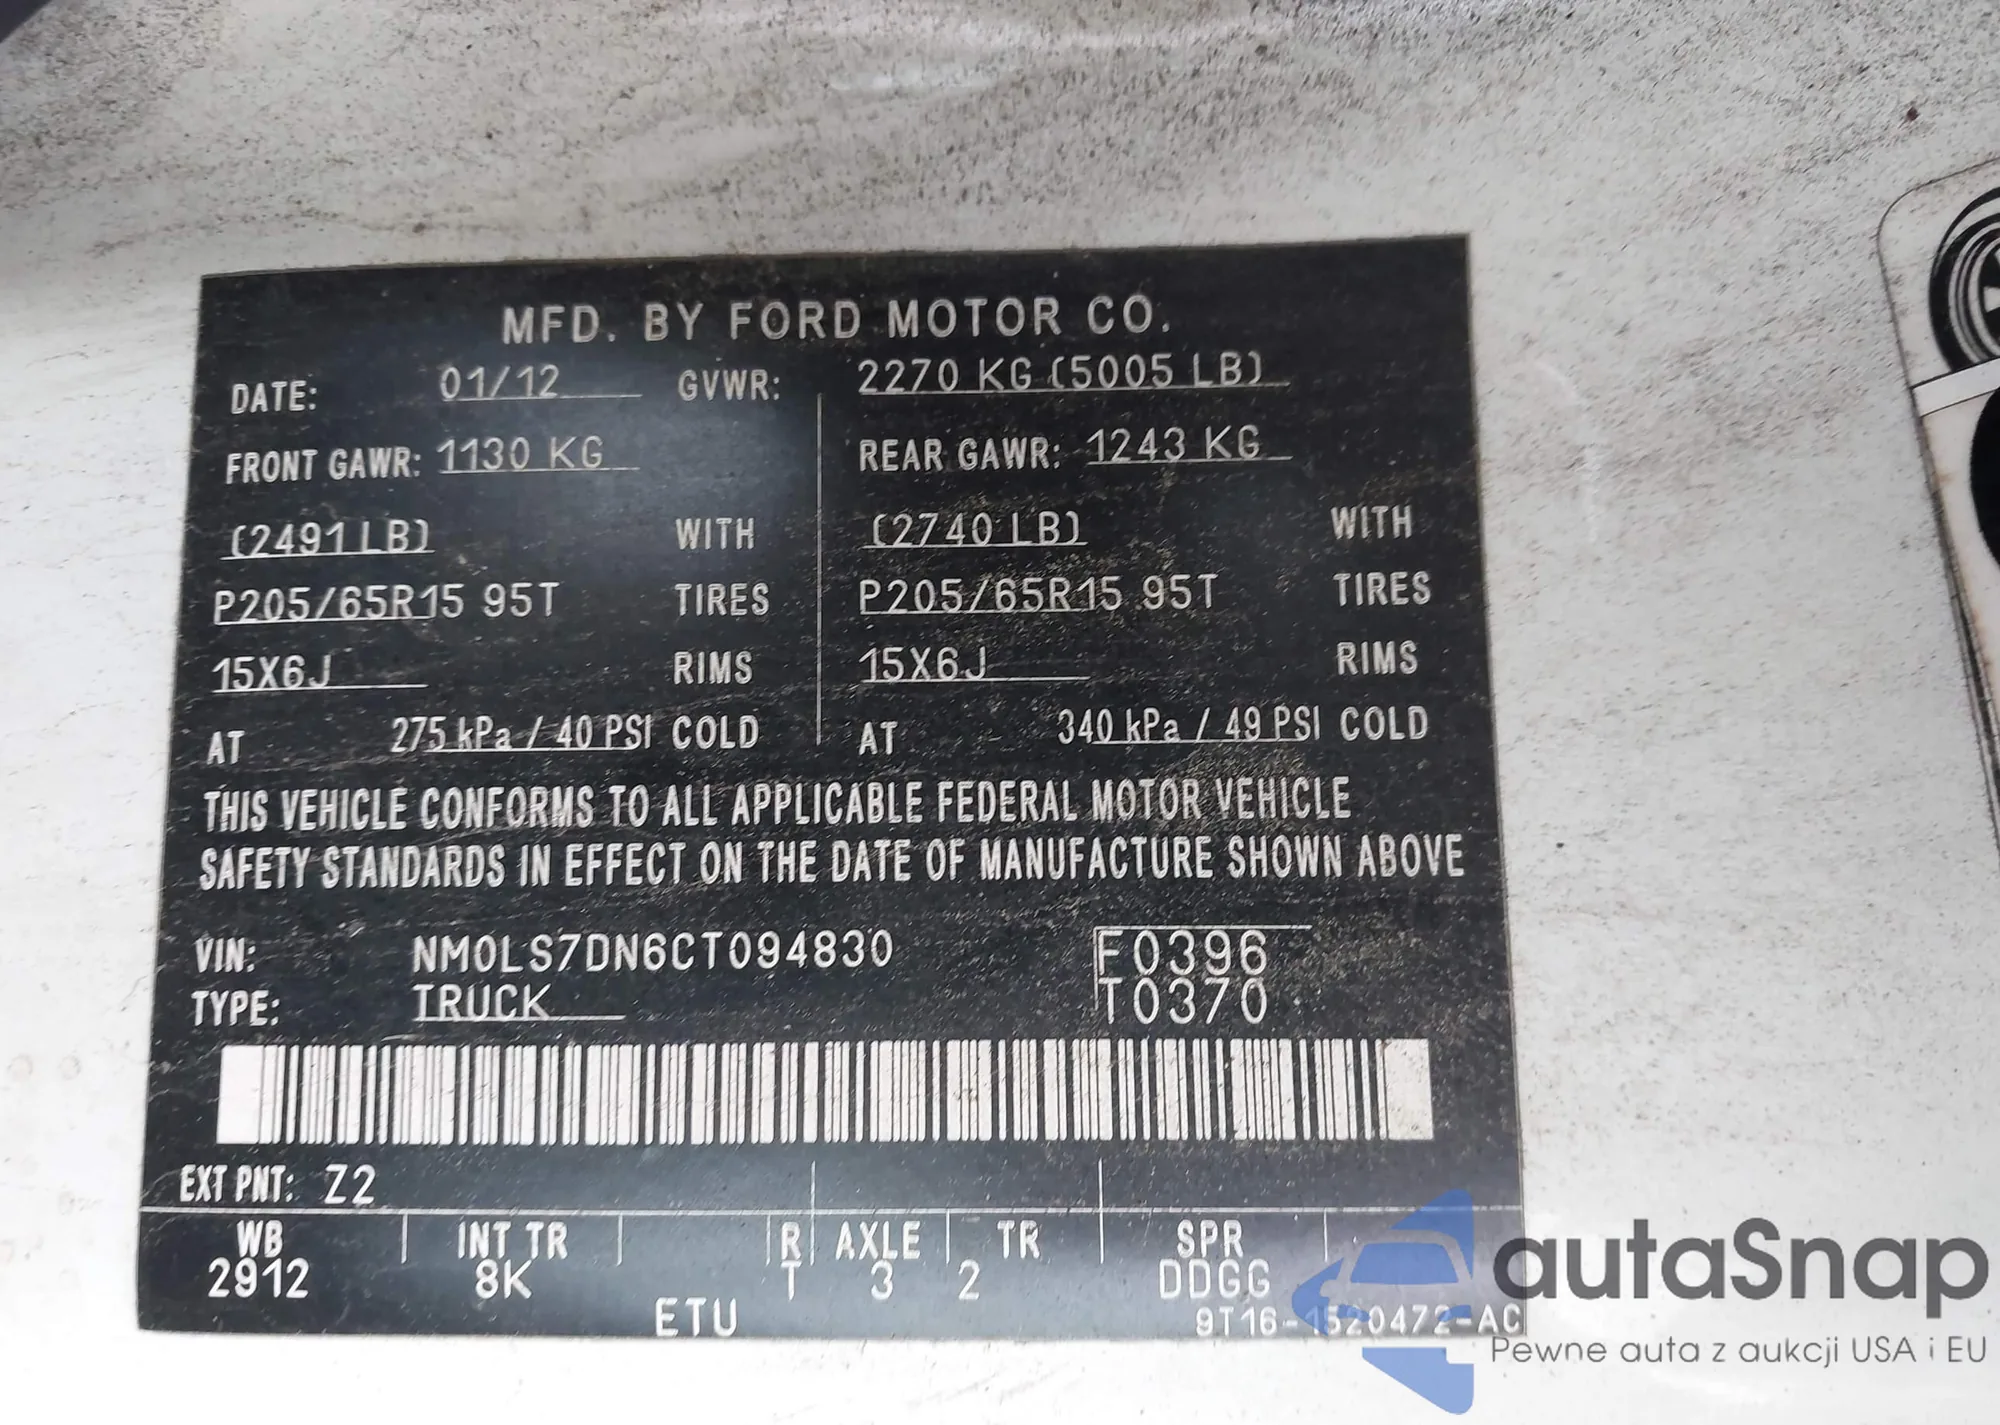 MFD. BY FORD MOTOR CO.
DATE: 01/12 GVWR: 2270 KG (5005 LB)
FRONT GAWR: 1130 KG REAR GAWR: 1243 KG
(2491 LB) WITH (2740 LB) WITH
P205/65R15 95T TIRES P205/65R15 95T TIRES
15X6J RIMS 15X6J RIMS
AT 275 kPa / 40 PSI COLD AT 340 kPa / 49 PSI COLD
THIS VEHICLE CONFORMS TO ALL APPLICABLE FEDERAL MOTOR VEHICLE
SAFETY STANDARDS IN EFFECT ON THE DATE OF MANUFACTURE SHOWN ABOVE
VIN: NM0LS7DN6CT094830 F0396
TYPE: TRUCK T0370
EXT PNT: Z2
WB INT TR R AXLE TR SPR
2912 8K T 3 2 DDGG
ETU 9T16-1520472-AC
autaSnap
Pewne auta z aukcji USA i EU